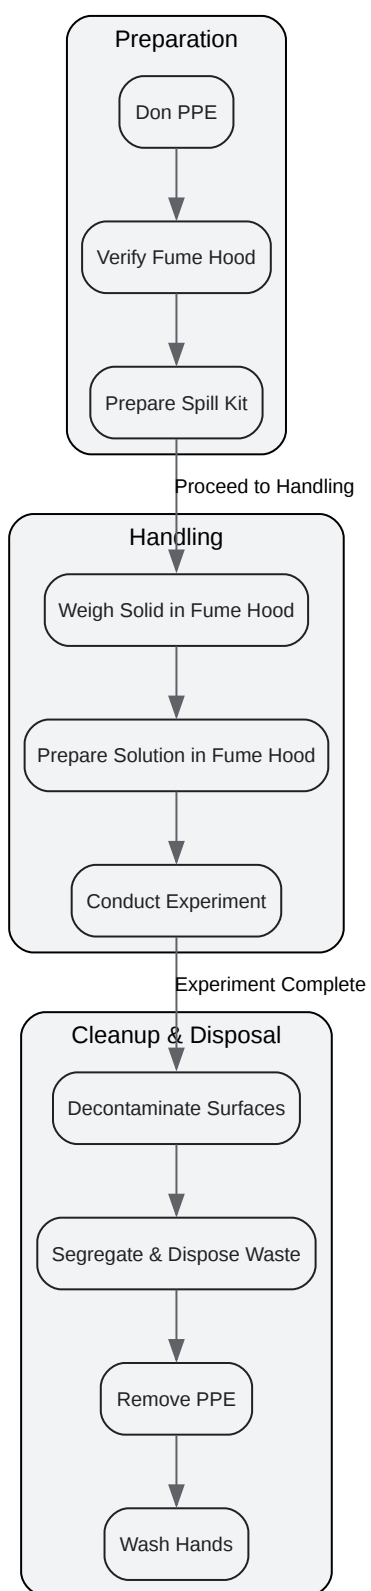 Preparation
Don PPE
Verify Fume Hood
Prepare Spill Kit
Proceed to Handling
Handling
Weigh Solid in Fume Hood
Prepare Solution in Fume Hood
Conduct Experiment
Experiment Complete
Cleanup & Disposal
Decontaminate Surfaces
Segregate & Dispose Waste
Remove PPE
Wash Hands